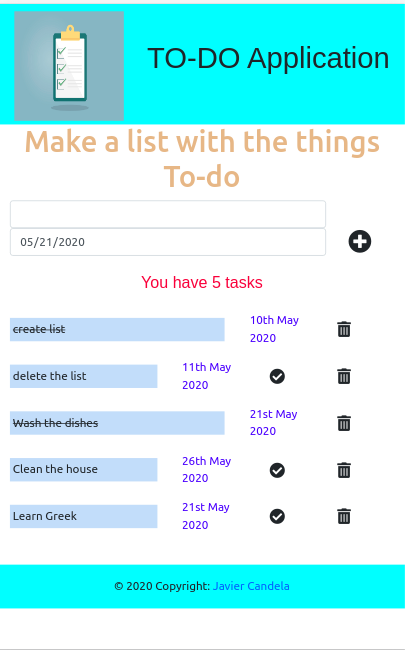 TO-DO Application
Make a list with the things
To-do
05/21/2020
You have 5 tasks
create list
10th May
2020
delete the list
11th May
2020
Wash the dishes
21st May
2020
Clean the house
26th May
2020
Learn Greek
21st May
2020
© 2020 Copyright: Javier Candela